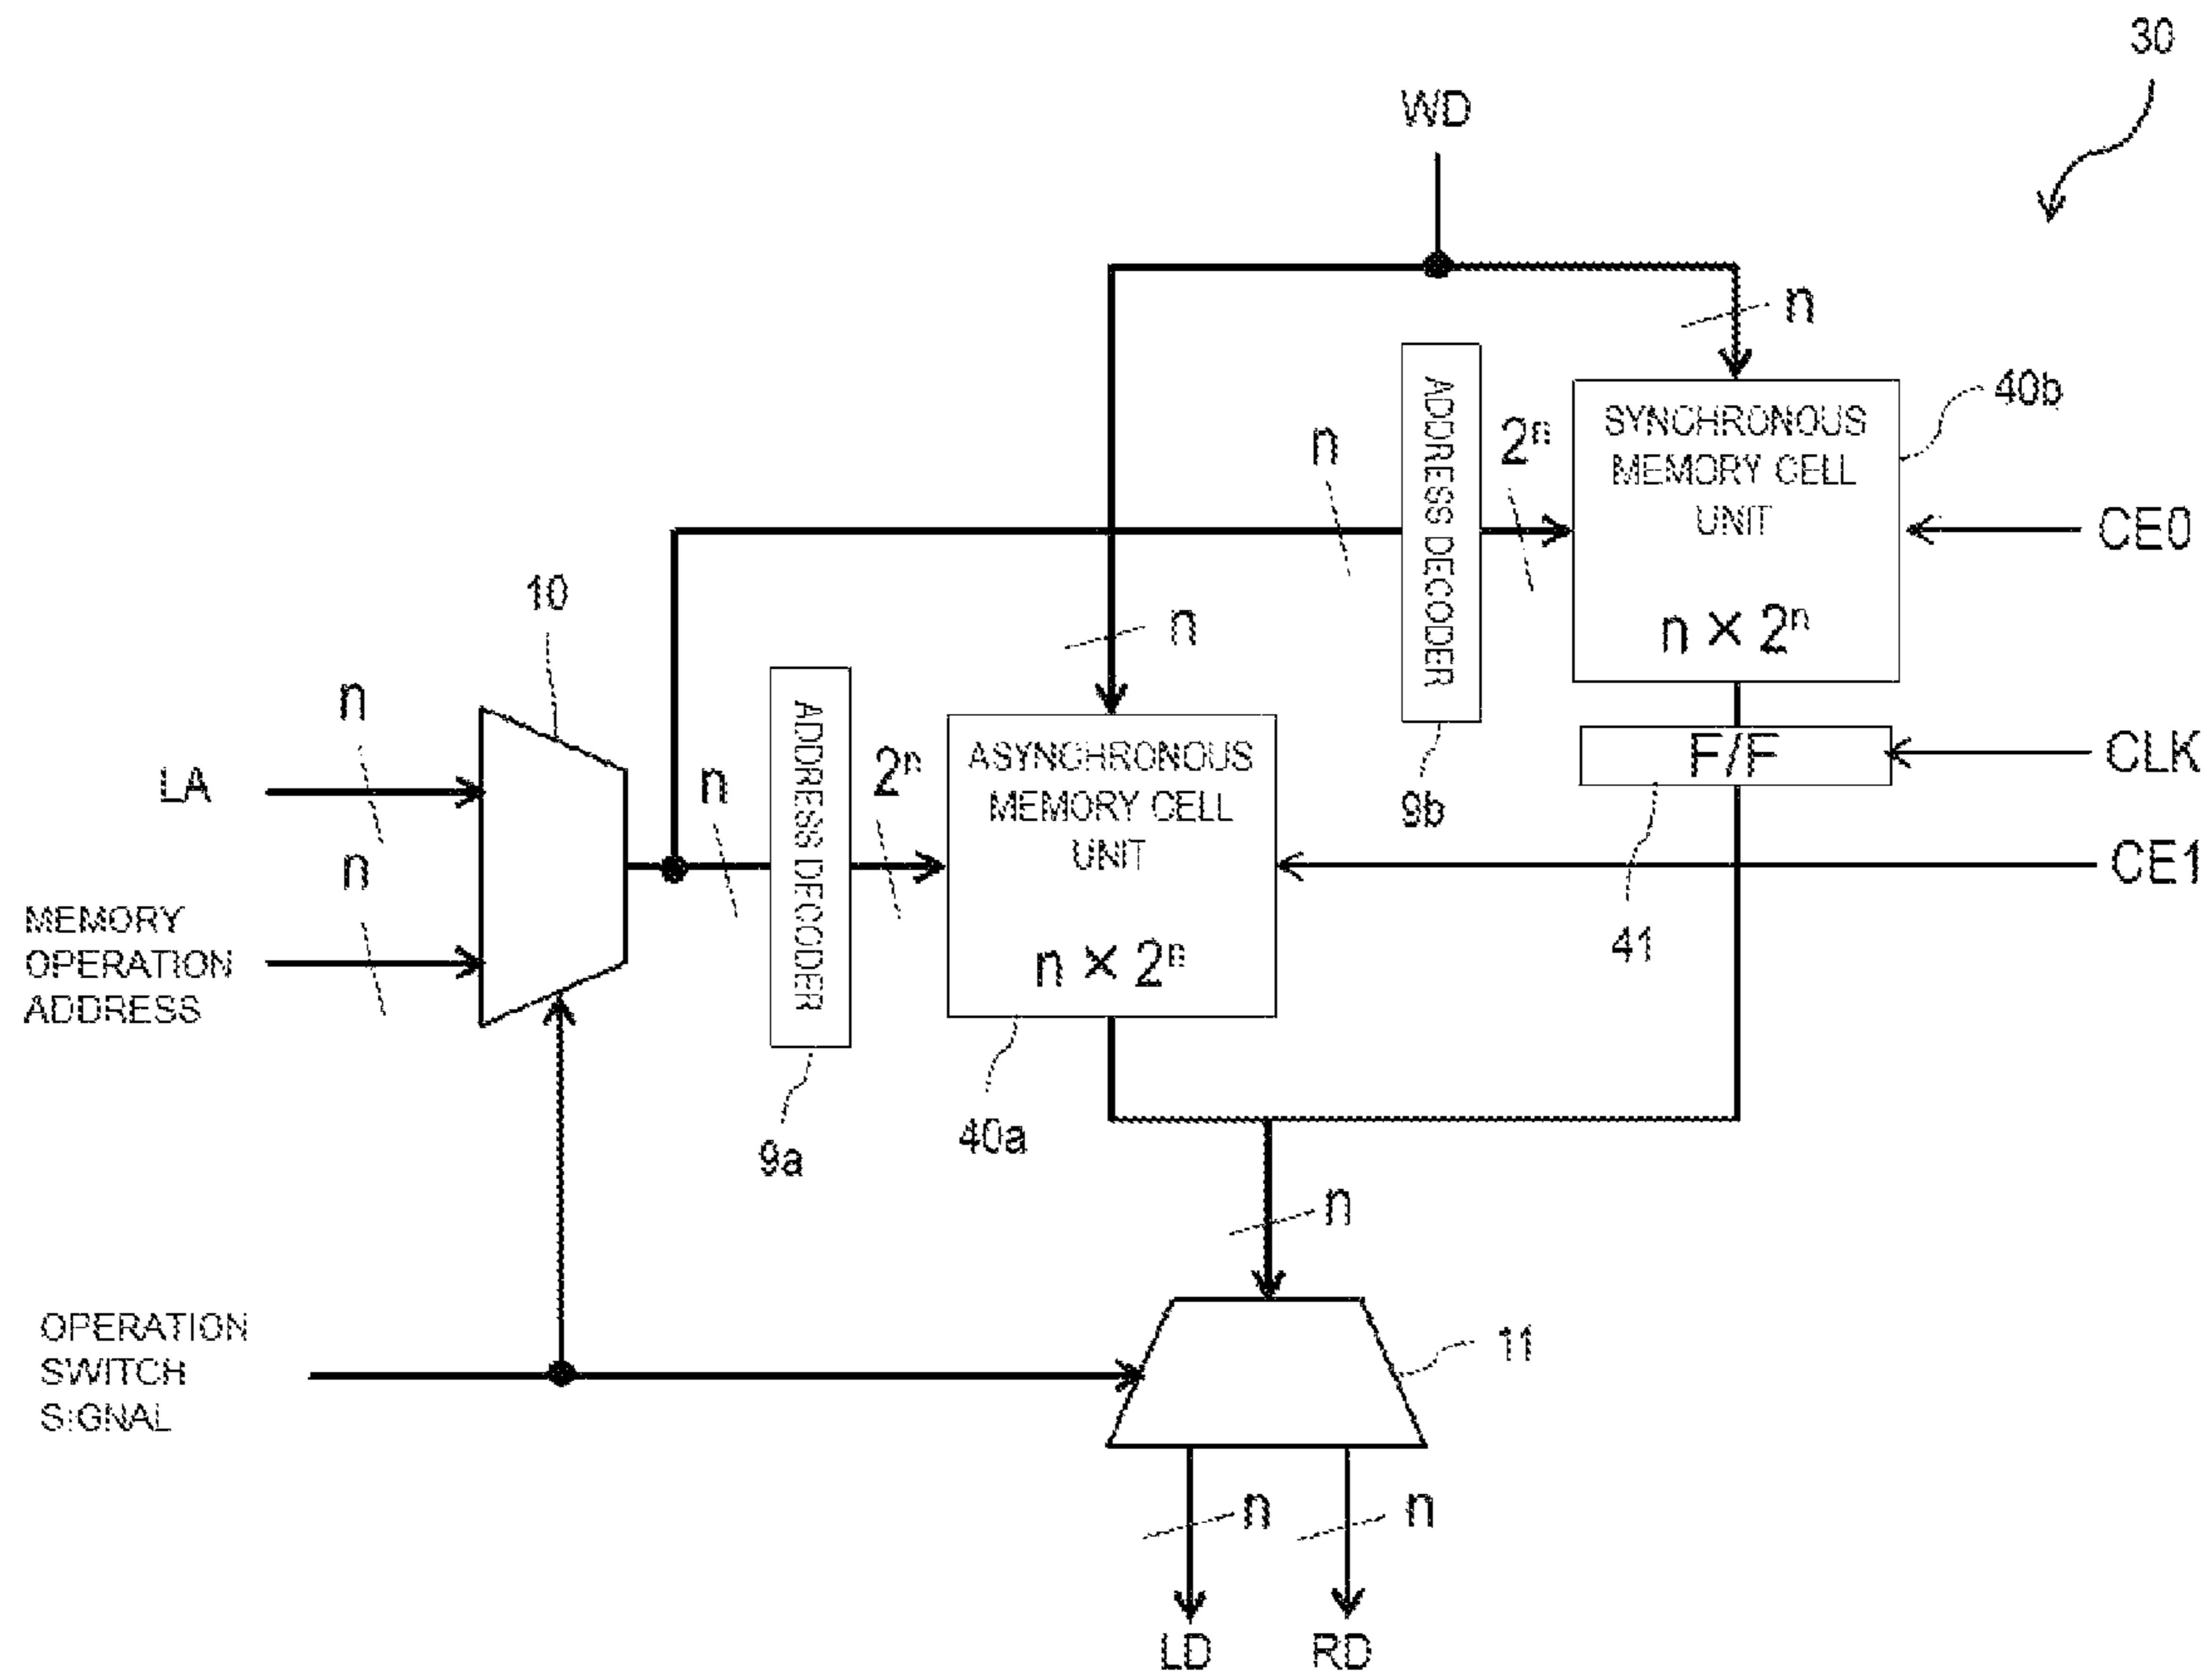 30
WD
n
40b
SYNCHRONOUS
MEMORY CELL
UNIT
n × 2ⁿ
ADDRESS DECODER
n
2ⁿ
CE0
10
n
9b
F/F
CLK
41
n
LA
n
MEMORY
OPERATION
ADDRESS
n
ADDRESS DECODER
2ⁿ
ASYNCHRONOUS
MEMORY CELL
UNIT
n × 2ⁿ
CE1
9a
40a
n
OPERATION
SWITCH
SIGNAL
11
n
n
LD
RD